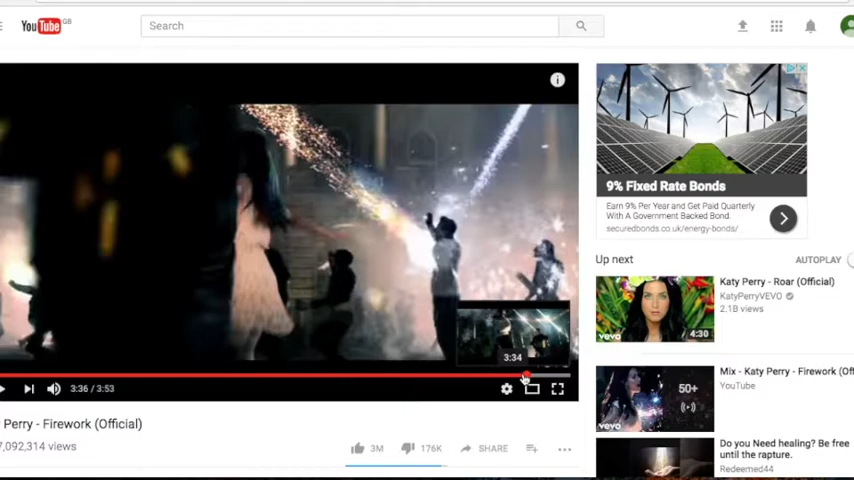 YouTube GB
Search
9% Fixed Rate Bonds
Earn 9% Per Year and Get Paid Quarterly
With A Government Backed Bond.
securedbonds.co.uk/energy-bonds/
Up next
AUTOPLAY
Katy Perry - Roar (Official)
KatyPerryVEVO
2.1B views
vevo
4:30
3:34
3:36 / 3:53
Mix - Katy Perry - Firework (Off
YouTube
50+
vevo
Perry - Firework (Official)
7,092,314 views
3M
176K
SHARE
Do you Need healing? Be free
until the rapture.
Redeemed44